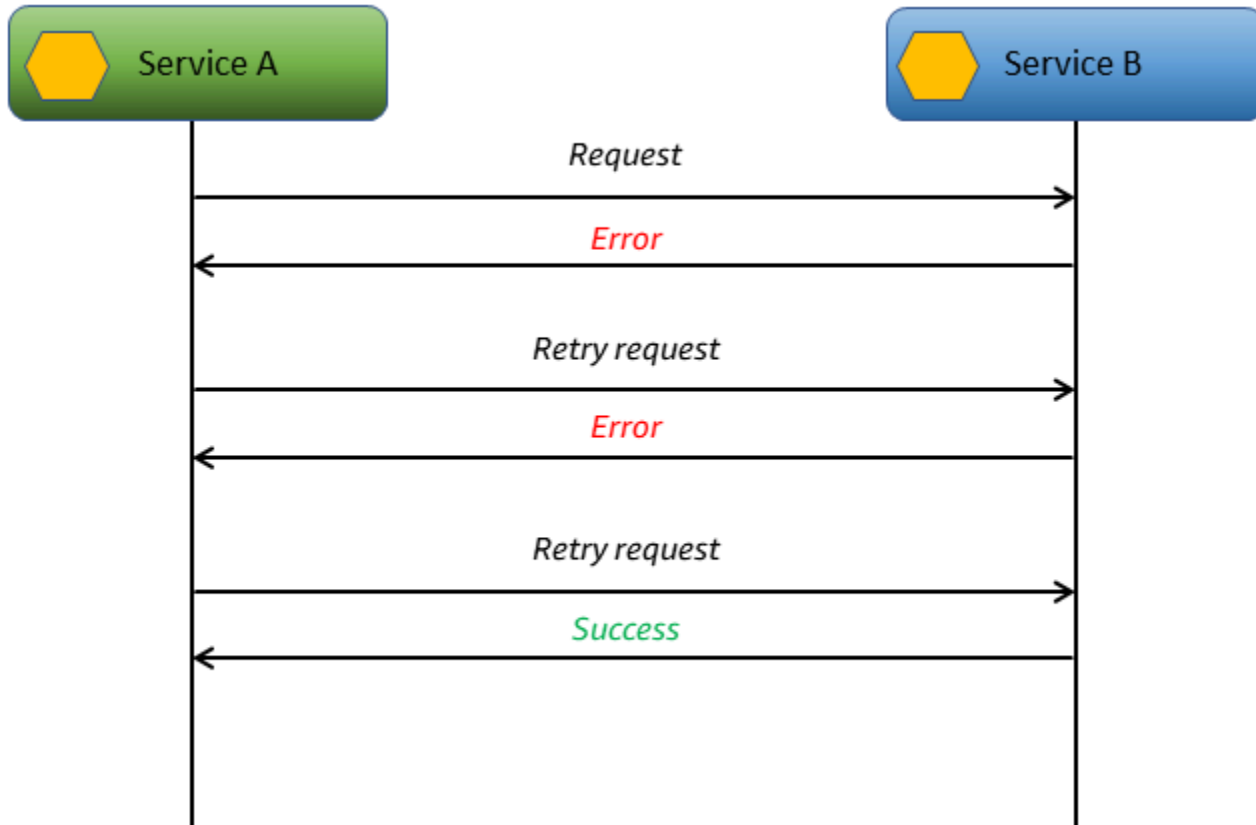 Service A
Service B
Request
Error
Retry request
Error
Retry request
Success